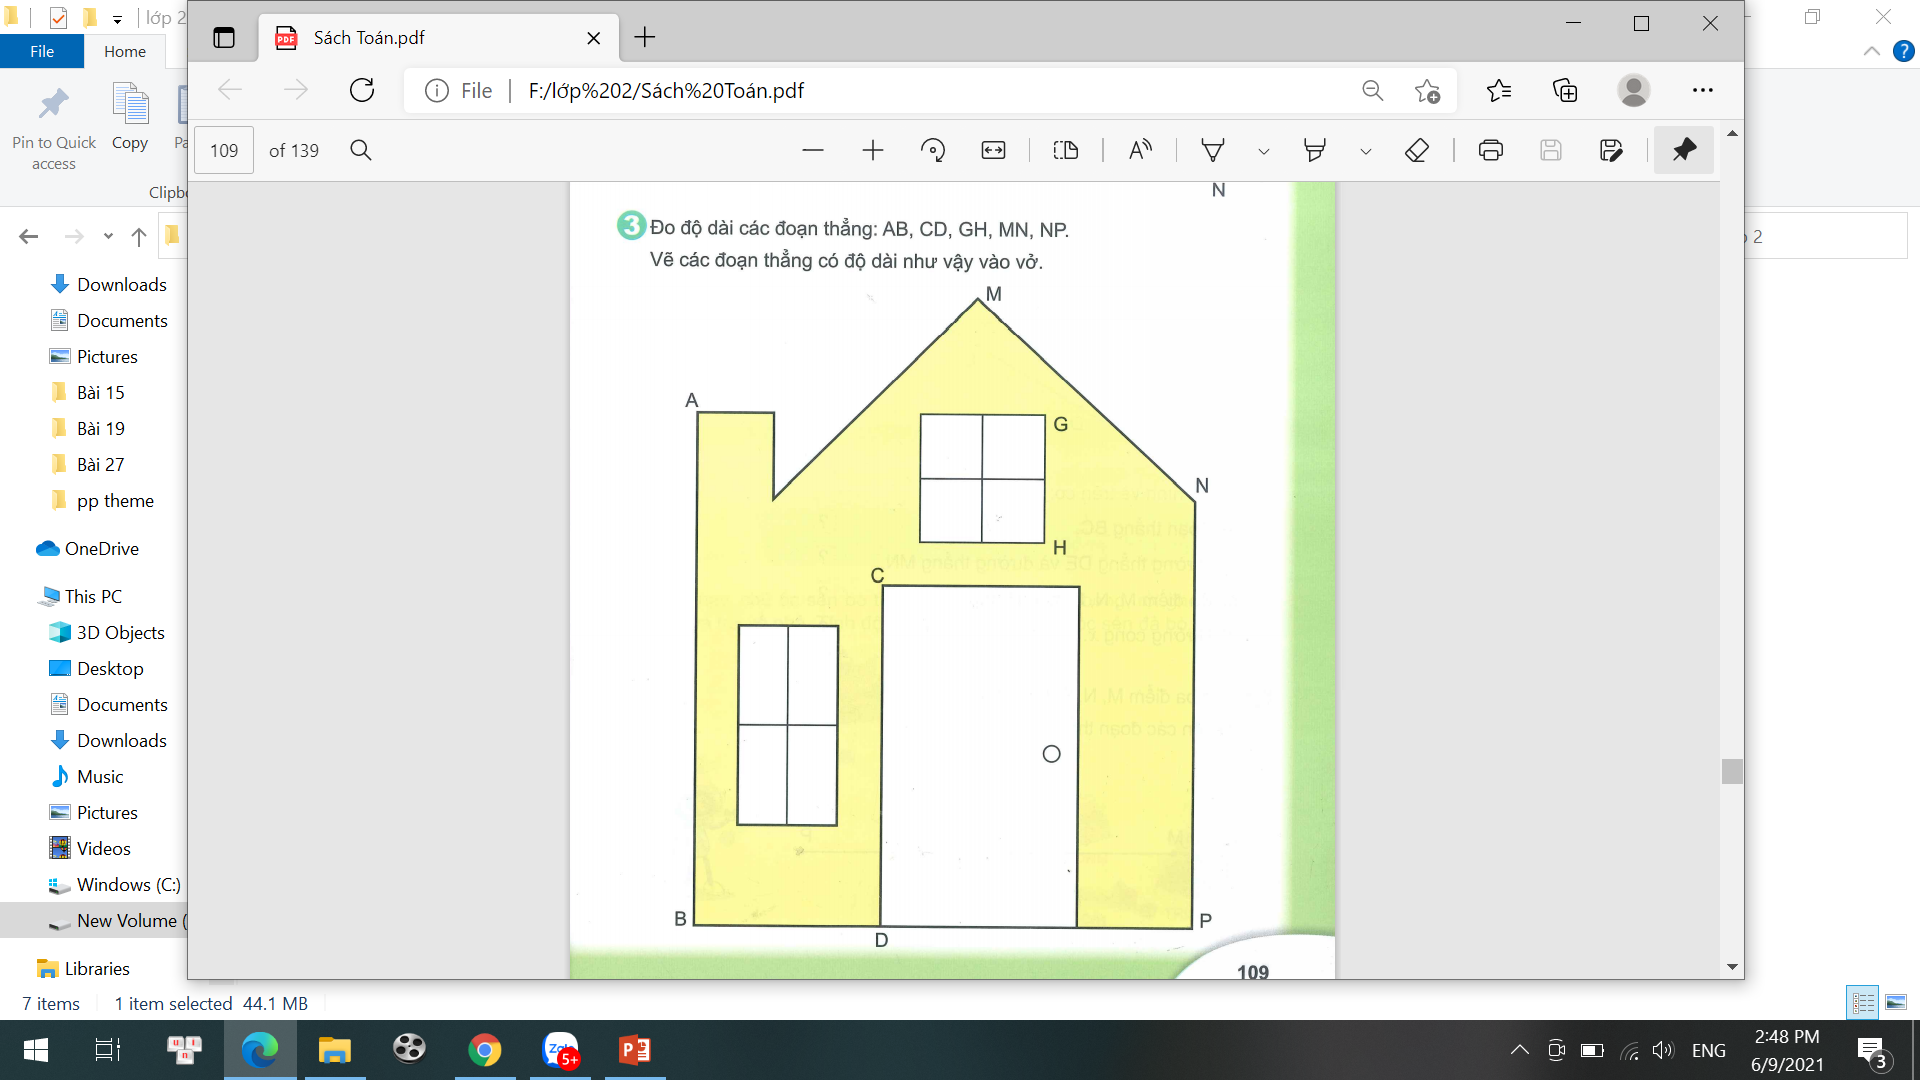 lớp 2
File
Home
Pin to Quick access
Copy
Sách Toán.pdf
File
F:/lớp%202/Sách%20Toán.pdf
109 of 139
N
3 Đo độ dài các đoạn thẳng: AB, CD, GH, MN, NP.
Vẽ các đoạn thẳng có độ dài như vậy vào vở.
M
A
G
N
H
C
B
D
P
109
2
Downloads
Documents
Pictures
Bài 15
Bài 19
Bài 27
pp theme
OneDrive
This PC
3D Objects
Desktop
Documents
Downloads
Music
Pictures
Videos
Windows (C:)
New Volume (
Libraries
7 items 1 item selected 44.1 MB
Zalo
5+
ENG
2:48 PM
6/9/2021
3